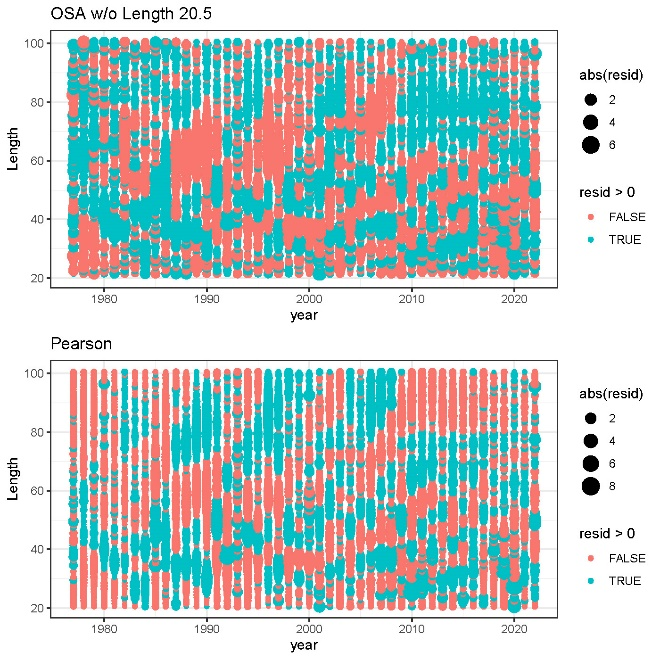 OSA w/o Length 20.5
Length
100
80
60
40
20
1980
1990
2000
2010
2020
year
abs(resid)
2
4
6
resid > 0
FALSE
TRUE
Pearson
Length
100
80
60
40
20
1980
1990
2000
2010
2020
year
abs(resid)
2
4
6
8
resid > 0
FALSE
TRUE